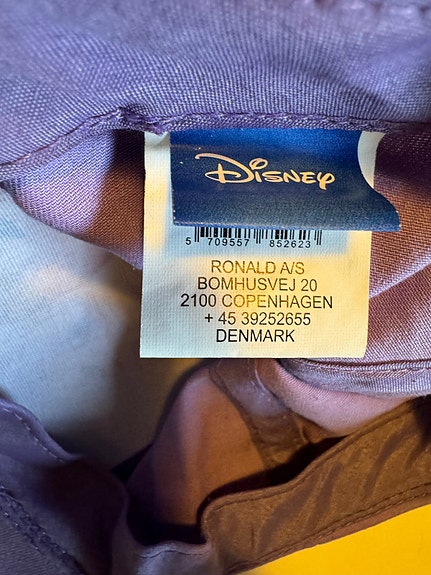 Disney
5 709557 852623
RONALD A/S
BOMHUSVEJ 20
2100 COPENHAGEN
+ 45 39252655
DENMARK